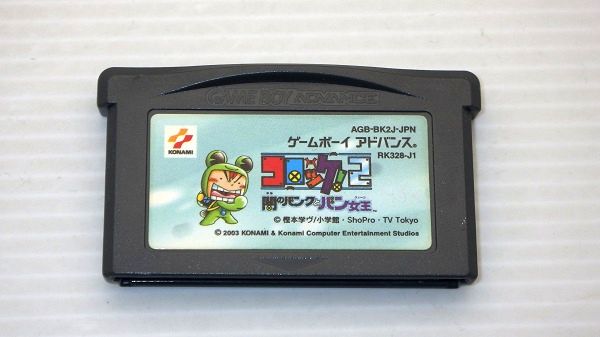 GAME BOY ADVANCE
KONAMI
AGB-BK2J-JPN
ゲームボーイ アドバンス®
RK328-J1
コロッケ!2
闇のバンクとバン女王™
© 樫本学ヴ/小学館・ShoPro・TV Tokyo
© 2003 KONAMI & Konami Computer Entertainment Studios